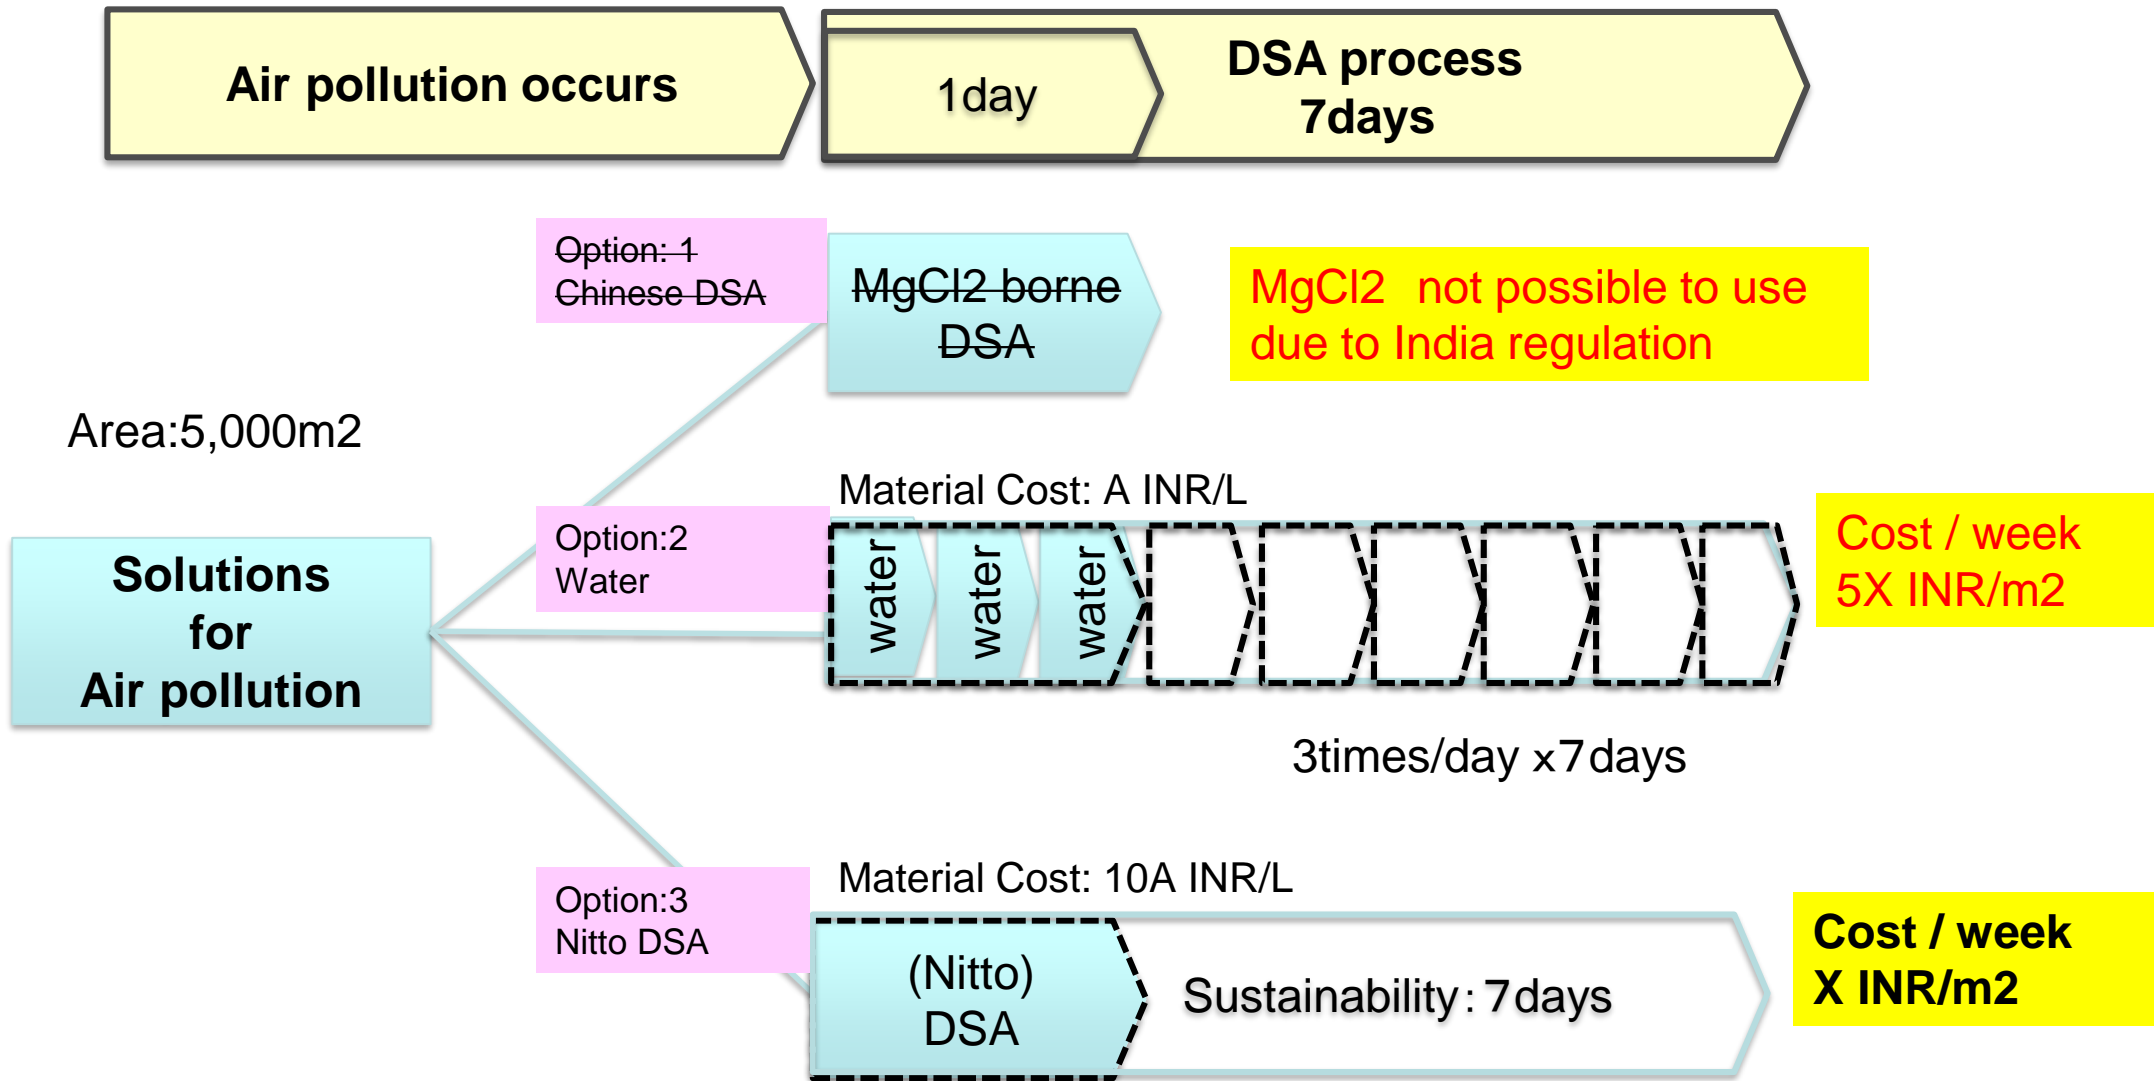 Air pollution occurs
1day
DSA process
7days
Option: 1
Chinese DSA
MgCl2 borne
DSA
MgCl2 not possible to use
due to India regulation
Area:5,000m2
Material Cost: A INR/L
Option:2
Water
water
water
water
Cost / week
5X INR/m2
Solutions
for
Air pollution
3times/day x7days
Material Cost: 10A INR/L
Option:3
Nitto DSA
(Nitto)
DSA
Sustainability: 7days
Cost / week
X INR/m2